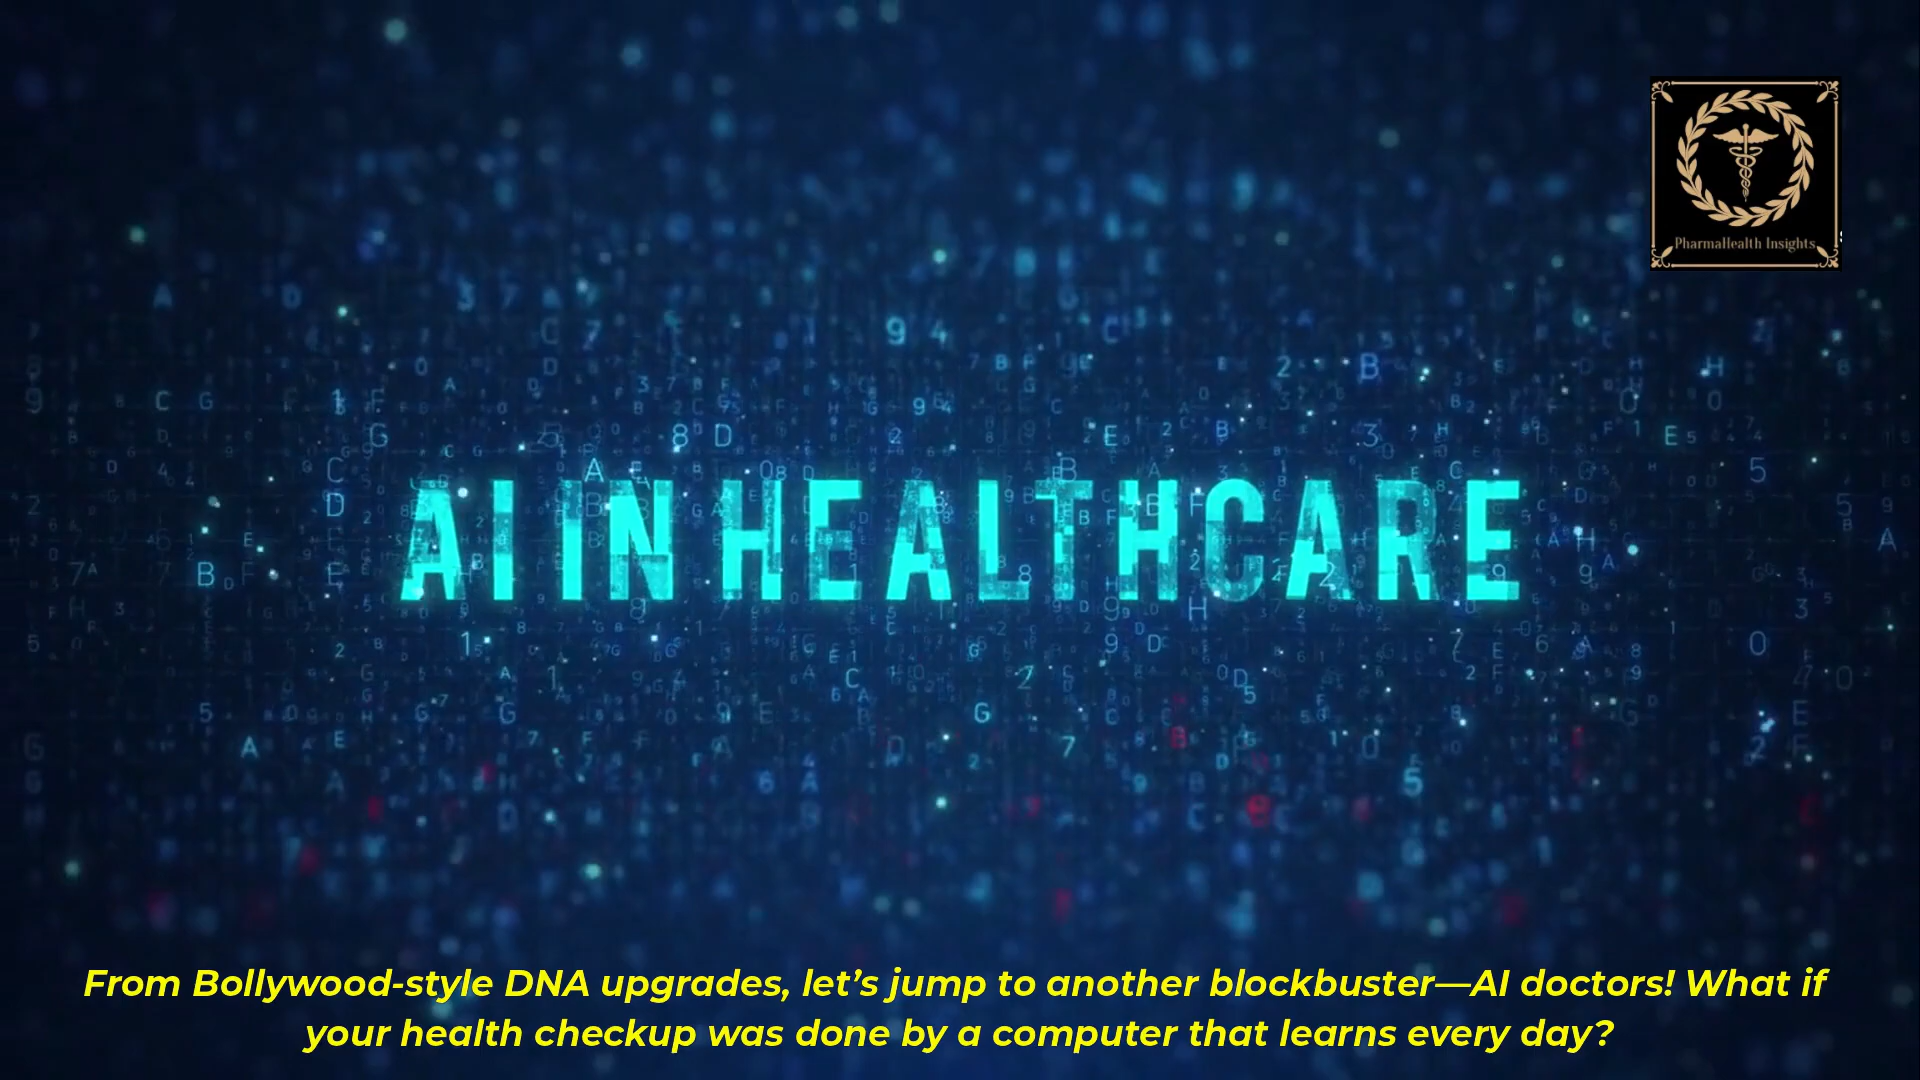 PharmaHealth Insights
AI IN HEALTHCARE
From Bollywood-style DNA upgrades, let’s jump to another blockbuster—AI doctors! What if
your health checkup was done by a computer that learns every day?